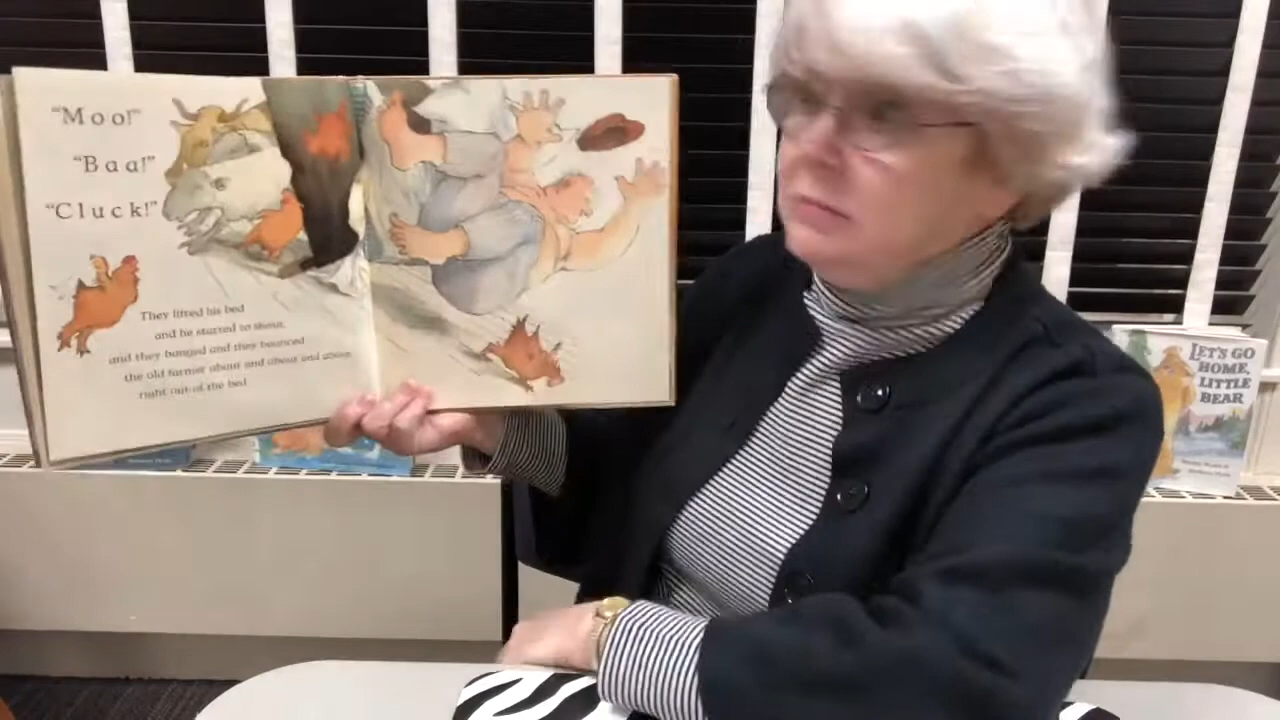 "Moo!"
"Baa!"
"Cluck!"
They lifted his bed
and he started to shout,
and they banged and they bounced
the old farmer about and about and about
right out of the bed
LET'S GO
HOME,
LITTLE
BEAR